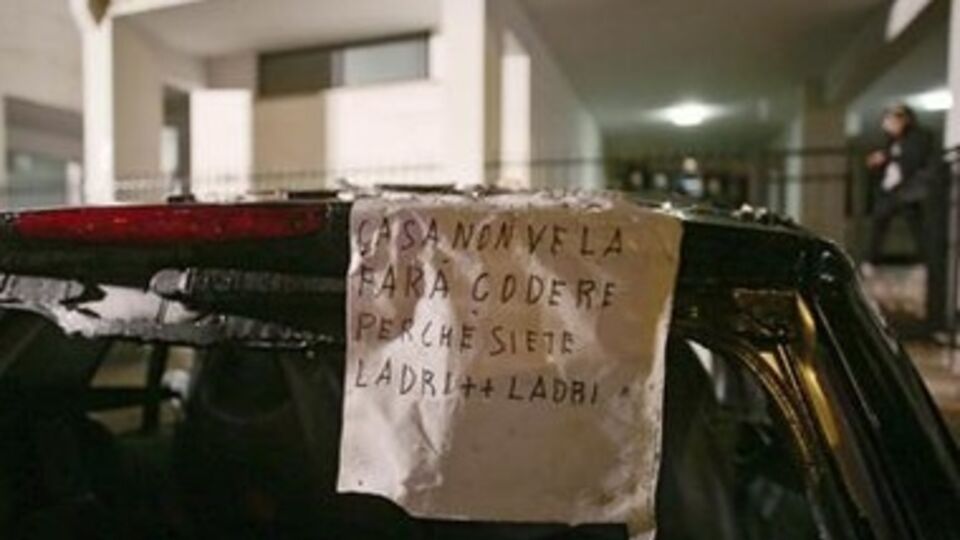 CASA NON VE LA
FARÀ GODERE
PERCHÉ SIETE
LADRI++ LADRI